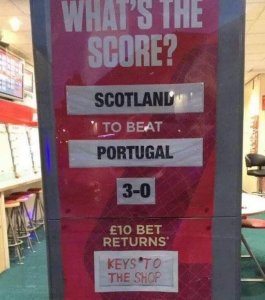 WHAT'S THE
SCORE?
SCOTLAND
TO BEAT
PORTUGAL
3-0
£10 BET
RETURNS*
KEYS TO
THE SHOP